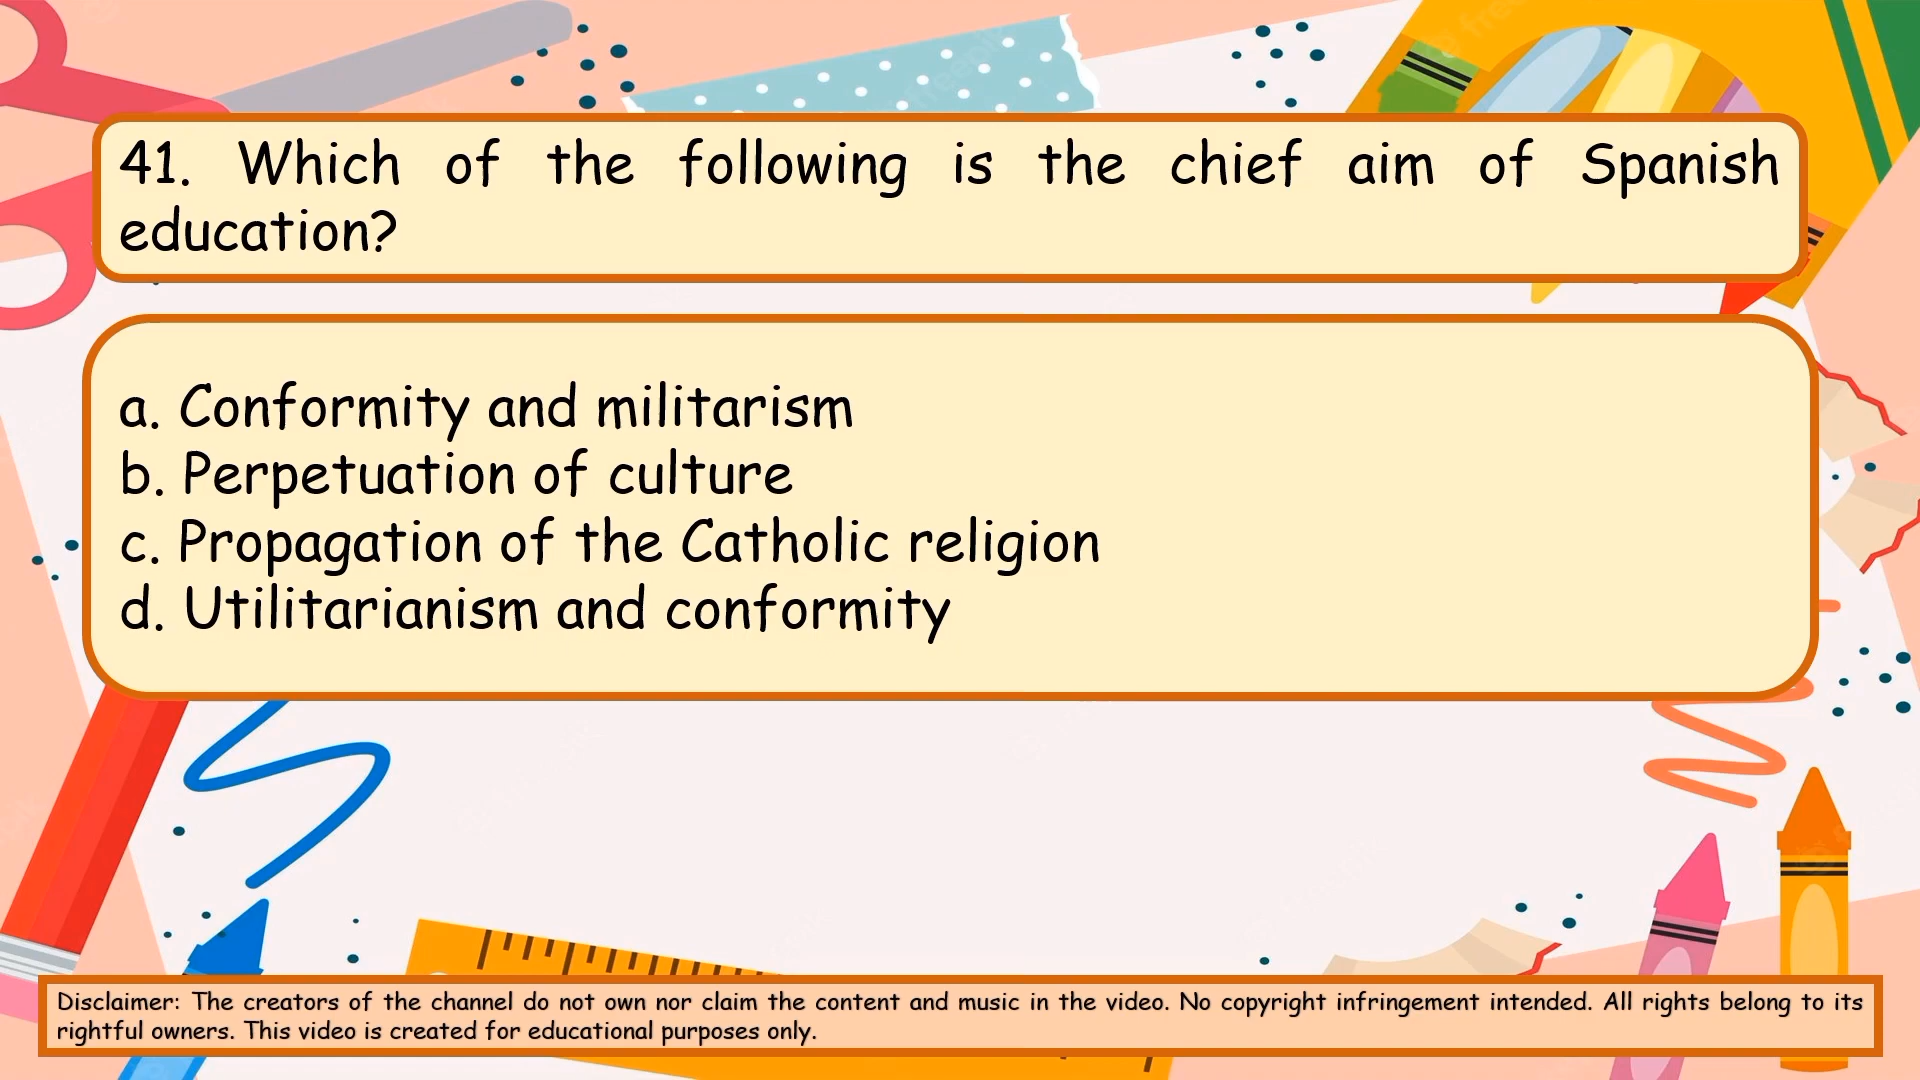 41. Which of the following is the chief aim of Spanish
education?
a. Conformity and militarism
b. Perpetuation of culture
c. Propagation of the Catholic religion
d. Utilitarianism and conformity
Disclaimer: The creators of the channel do not own nor claim the content and music in the video. No copyright infringement intended. All rights belong to its
rightful owners. This video is created for educational purposes only.